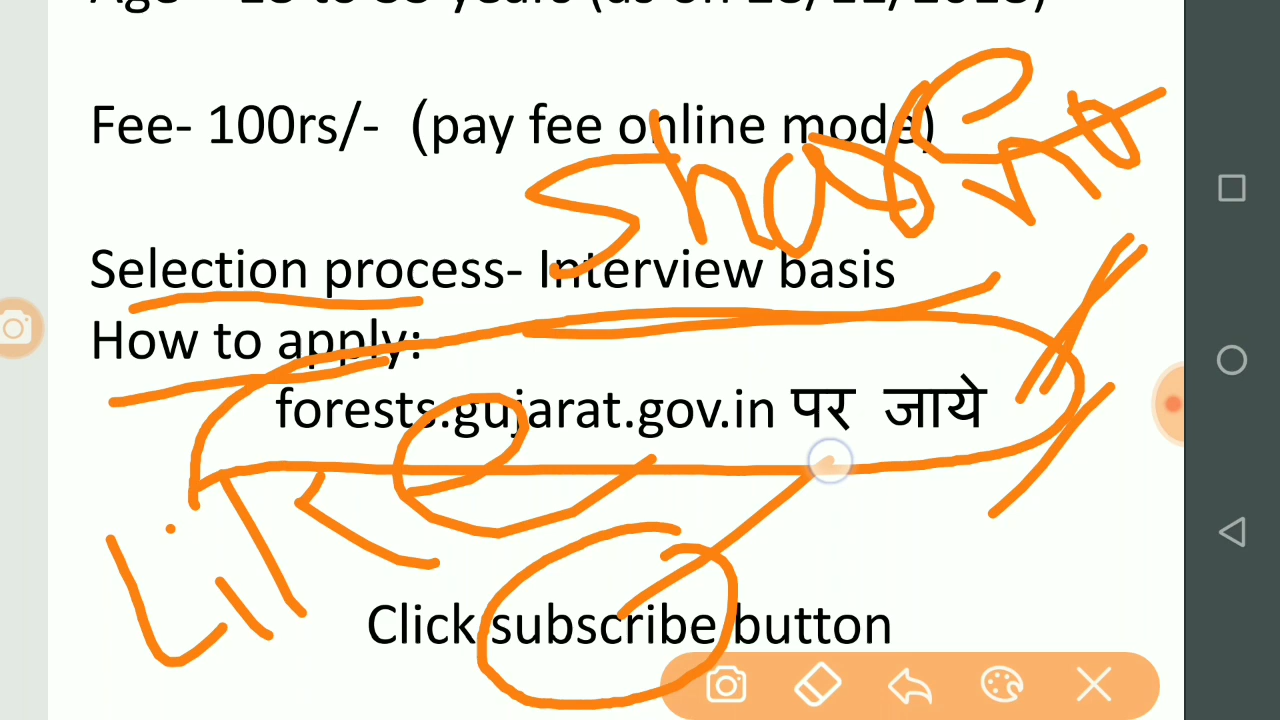 Fee- 100rs/- (pay fee online mode)
Selection process- Interview basis
How to apply:
forests.gujarat.gov.in पर जाये
Like
Click subscribe button